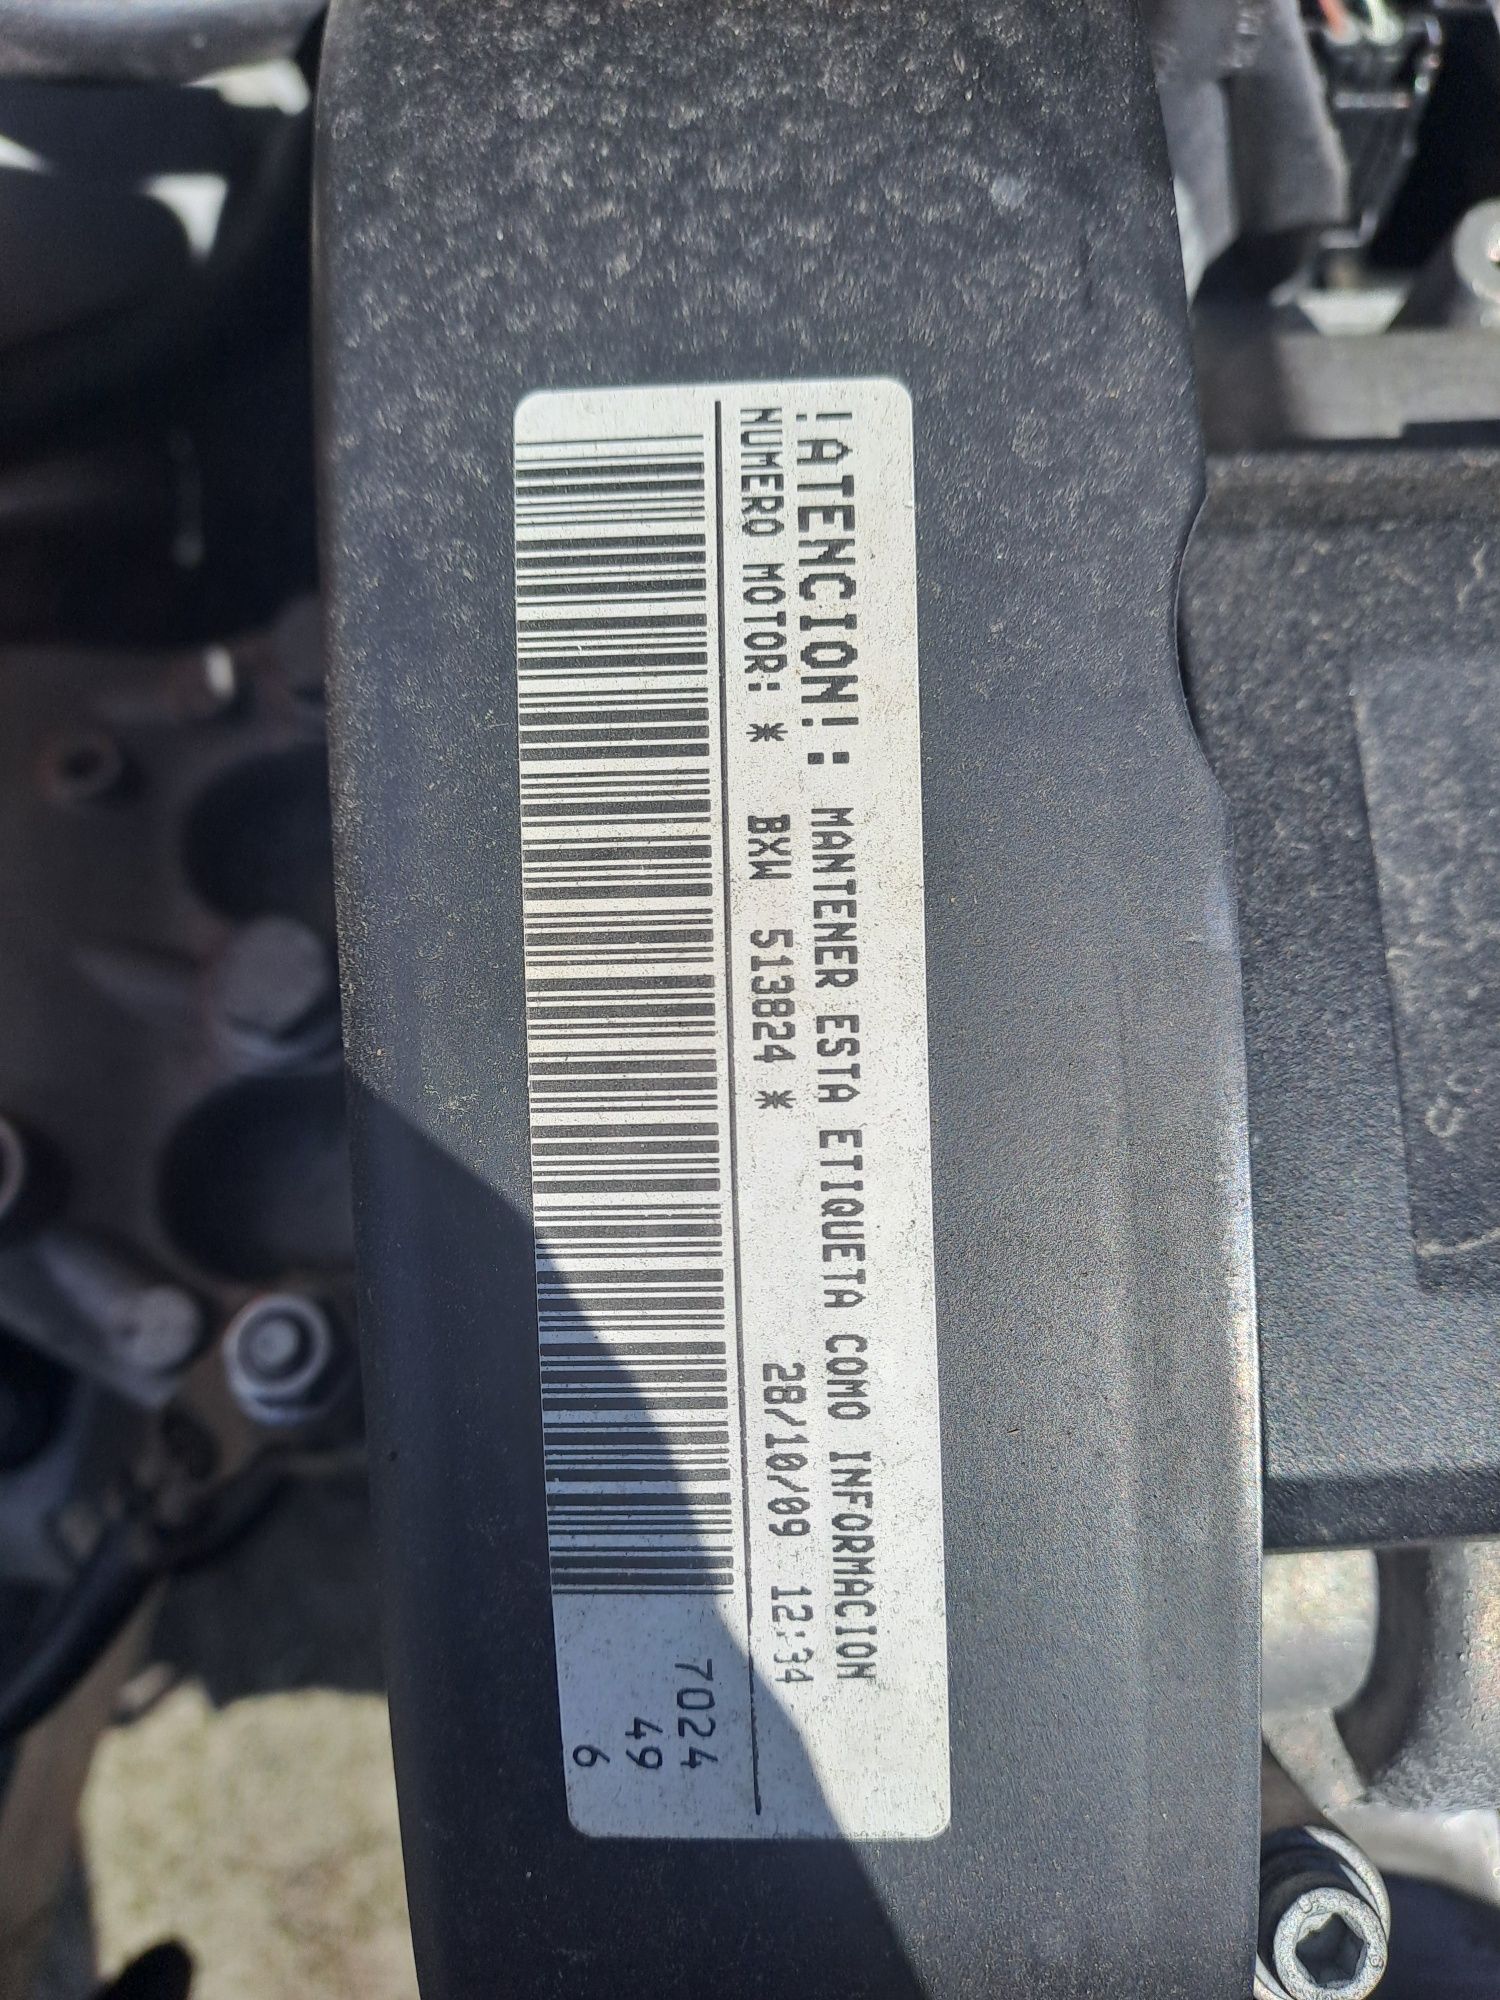 !ATENCION!: MANTENER ESTA ETIQUETA COMO INFORMACION
NUMERO MOTOR: * BXW 513824 * 28/10/09 12:34
7024
49
6